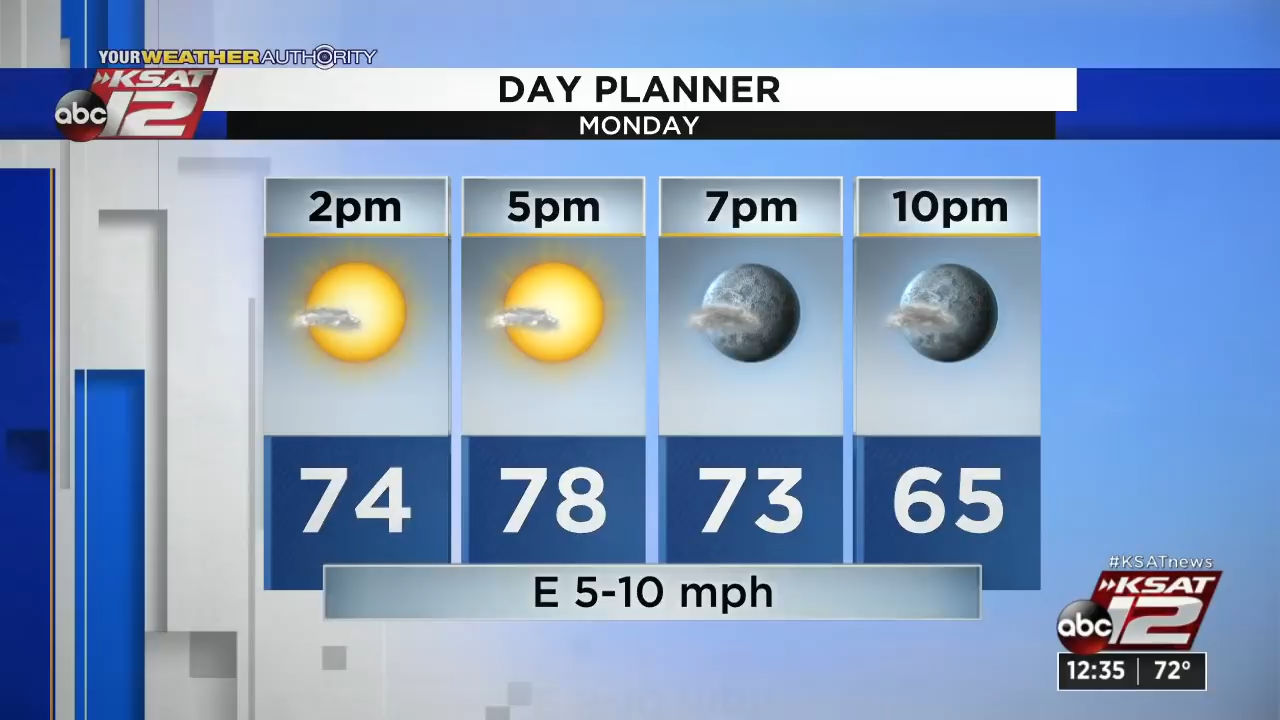 YOUR WEATHER AUTHORITY
KSAT
abc 12
DAY PLANNER
MONDAY
2pm 5pm 7pm 10pm
74 78 73 65
E 5-10 mph
#KSATnews
KSAT
abc 12
12:35 72°